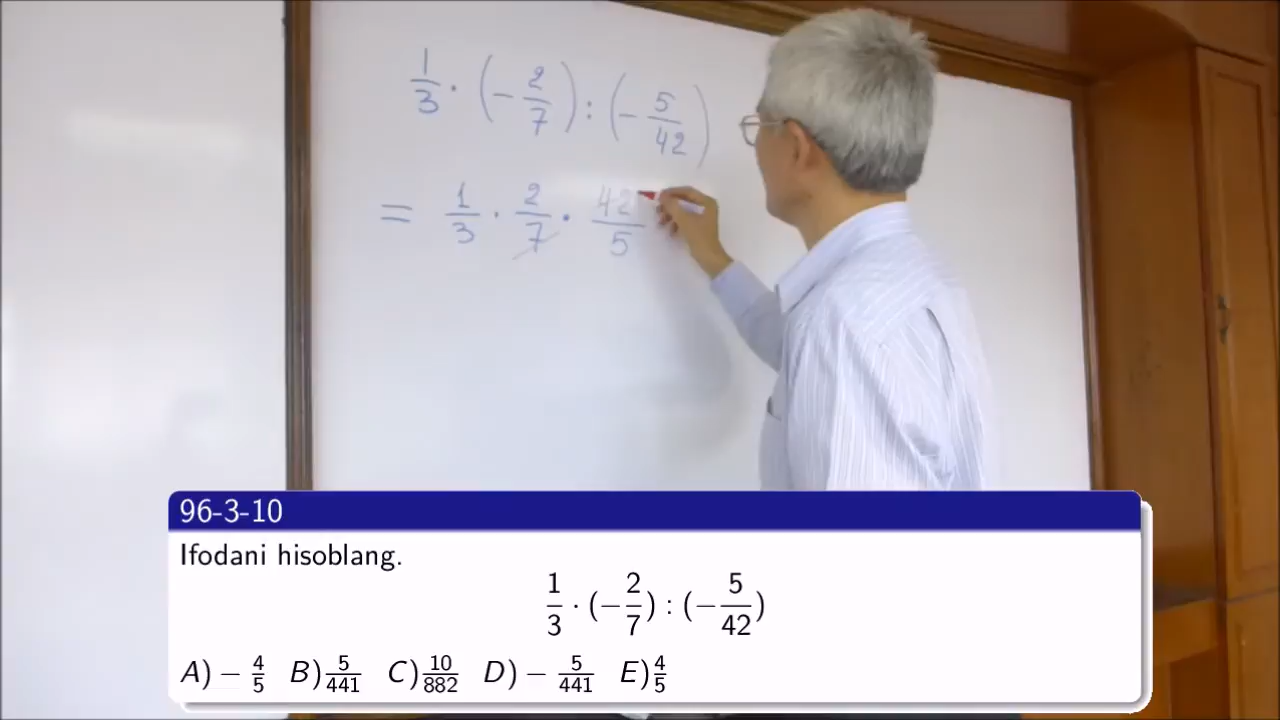 1/3 · (− 2/7) : (− 5/42)
= 1/3 · 2/7 · 42/5
96-3-10
Ifodani hisoblang.
1/3 · (− 2/7) : (− 5/42)
A) − 4/5 B) 5/441 C) 10/882 D) − 5/441 E) 4/5